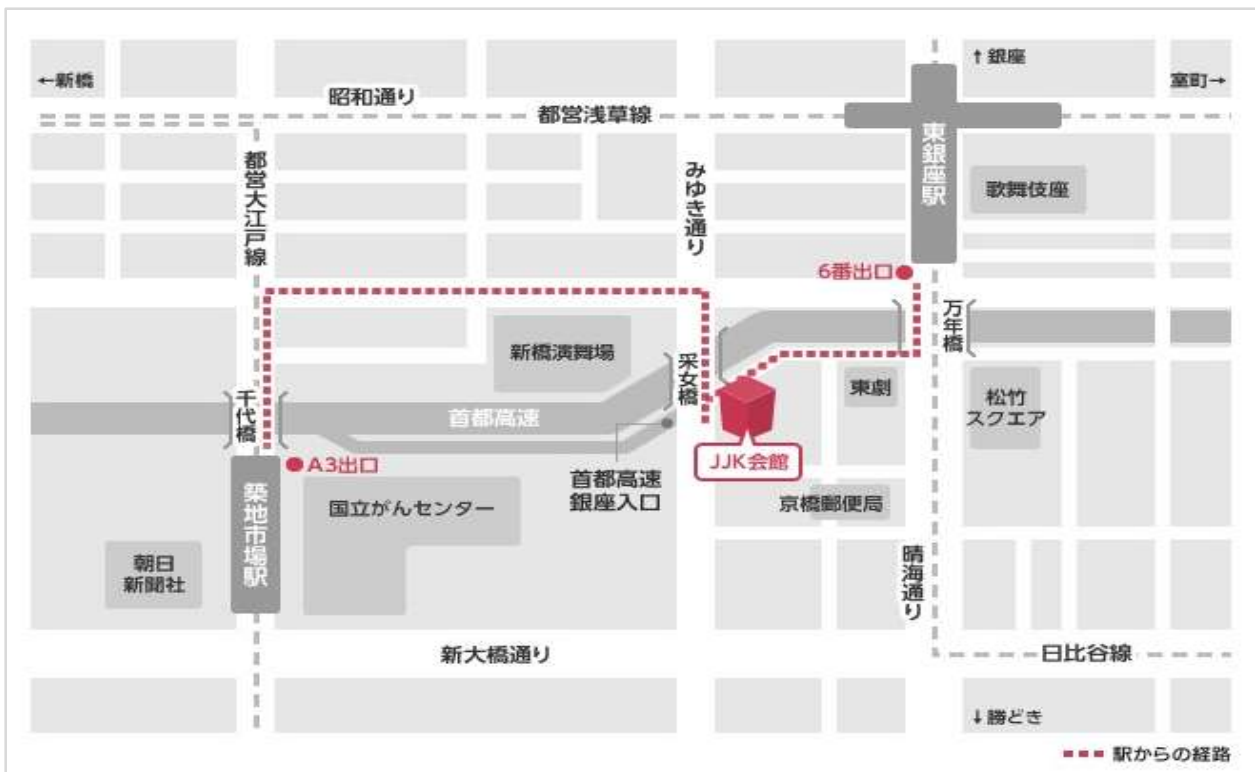 ←新橋
昭和通り
都営浅草線
↑銀座
室町→
東銀座駅
歌舞伎座
都営大江戸線
みゆき通り
6番出口
万年橋
新橋演舞場
采女橋
東劇
松竹
スクエア
千代橋
首都高速
A3出口
JJK会館
首都高速
銀座入口
築地市場駅
国立がんセンター
京橋郵便局
朝日
新聞社
晴海通り
新大橋通り
日比谷線
↓勝どき
駅からの経路